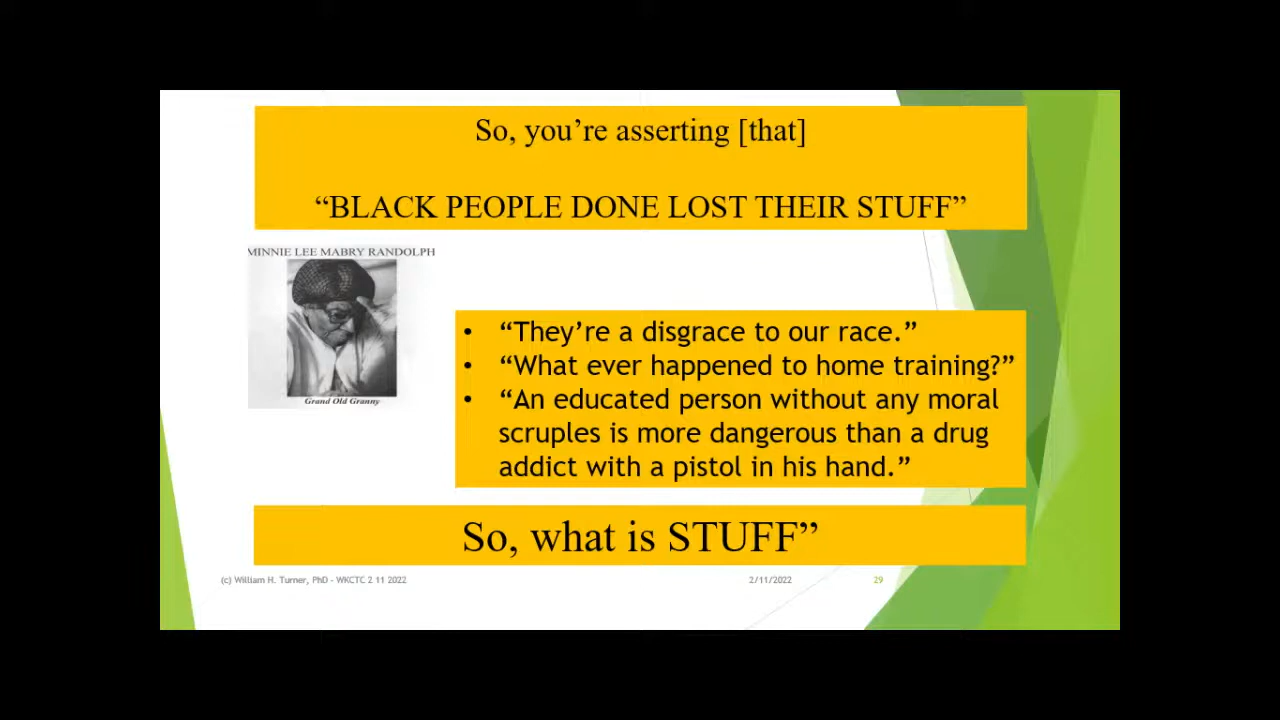 So, you're asserting [that]
“BLACK PEOPLE DONE LOST THEIR STUFF”
MINNIE LEE MABRY RANDOLPH
Grand Old Granny
• “They’re a disgrace to our race.”
• “What ever happened to home training?”
• “An educated person without any moral
scruples is more dangerous than a drug
addict with a pistol in his hand.”
So, what is STUFF”
(c) William H. Turner, PhD - WKCTC 2 11 2022
2/11/2022
29